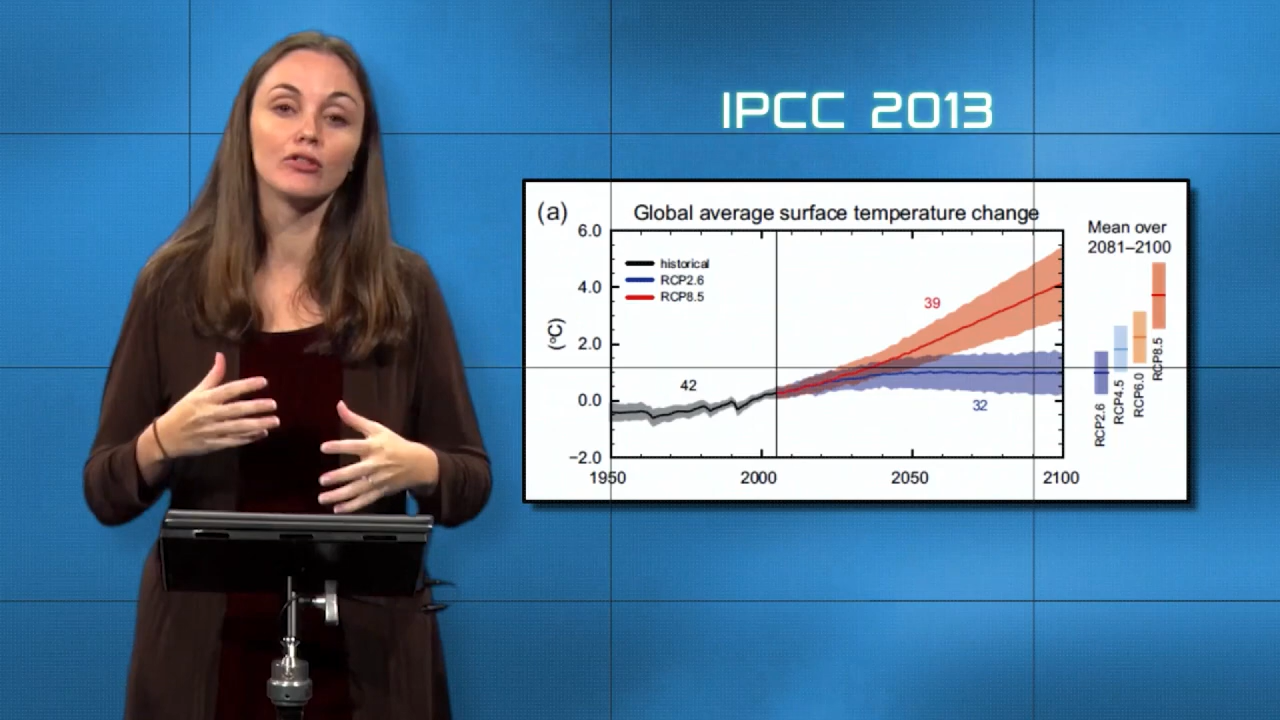 IPCC 2013
(a)
Global average surface temperature change
Mean over
2081–2100
6.0
4.0
2.0
0.0
−2.0
(°C)
historical
RCP2.6
RCP8.5
39
42
32
1950
2000
2050
2100
RCP2.6
RCP4.5
RCP6.0
RCP8.5